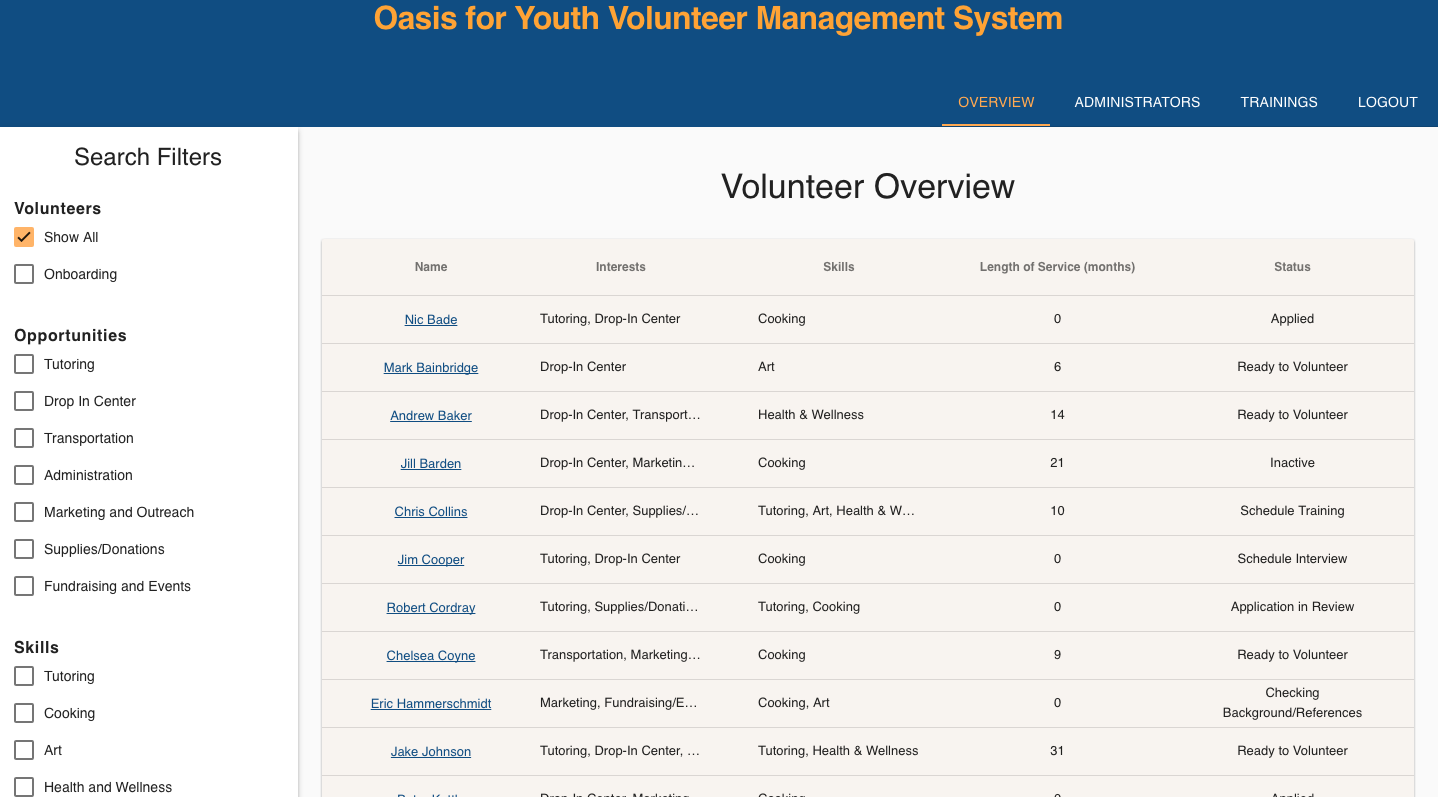 Oasis for Youth Volunteer Management System
OVERVIEW ADMINISTRATORS TRAININGS LOGOUT
Search Filters
Volunteers
Show All
Onboarding
Opportunities
Tutoring
Drop In Center
Transportation
Administration
Marketing and Outreach
Supplies/Donations
Fundraising and Events
Skills
Tutoring
Cooking
Art
Health and Wellness
Volunteer Overview
Name Interests Skills Length of Service (months) Status
Nic Bade Tutoring, Drop-In Center Cooking 0 Applied
Mark Bainbridge Drop-In Center Art 6 Ready to Volunteer
Andrew Baker Drop-In Center, Transport… Health & Wellness 14 Ready to Volunteer
Jill Barden Drop-In Center, Marketin… Cooking 21 Inactive
Chris Collins Drop-In Center, Supplies/… Tutoring, Art, Health & W… 10 Schedule Training
Jim Cooper Tutoring, Drop-In Center Cooking 0 Schedule Interview
Robert Cordray Tutoring, Supplies/Donati… Tutoring, Cooking 0 Application in Review
Chelsea Coyne Transportation, Marketing… Cooking 9 Ready to Volunteer
Eric Hammerschmidt Marketing, Fundraising/E… Cooking, Art 0 Checking
Background/References
Jake Johnson Tutoring, Drop-In Center, … Tutoring, Health & Wellness 31 Ready to Volunteer